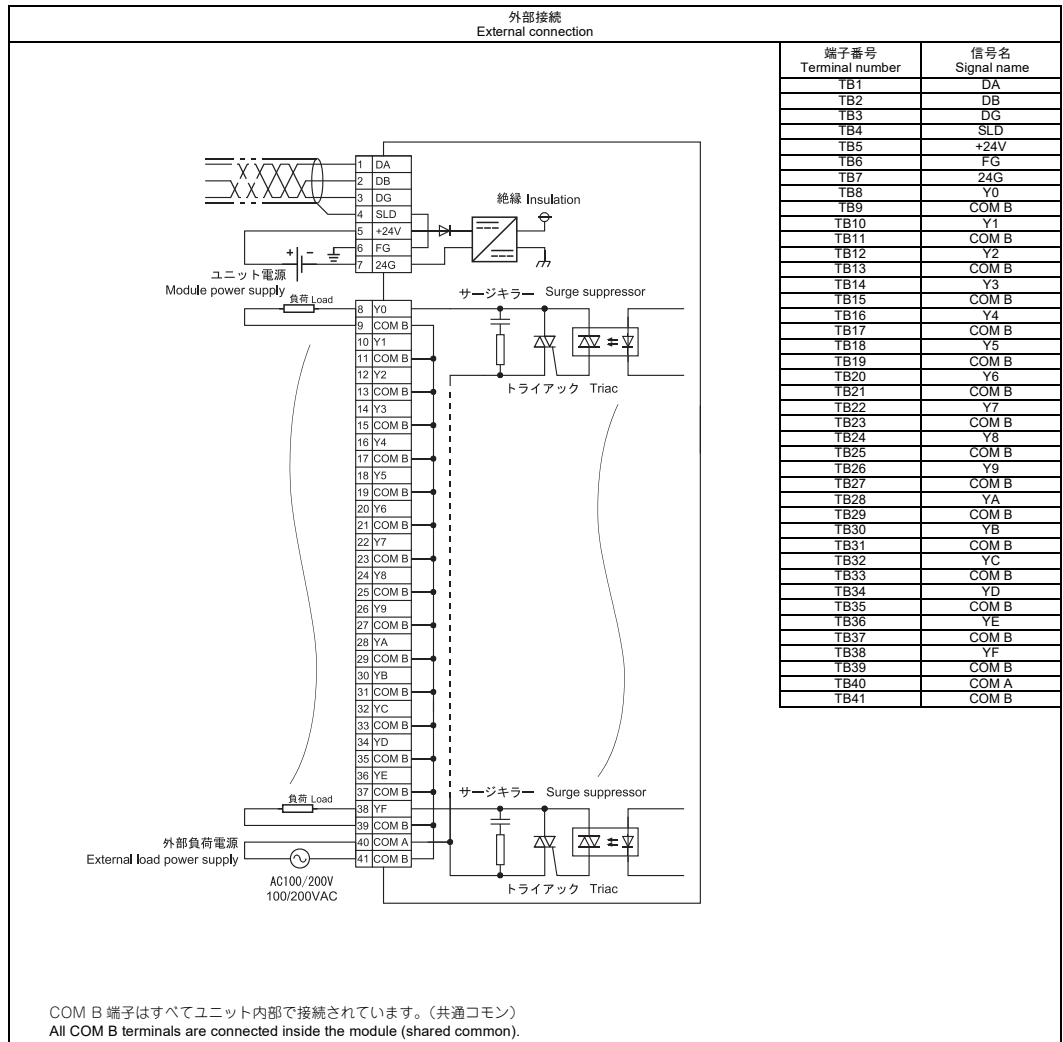 外部接続
External connection
端子番号 信号名
Terminal number Signal name
TB1 DA
TB2 DB
TB3 DG
TB4 SLD
TB5 +24V
TB6 FG
TB7 24G
TB8 Y0
TB9 COM B
TB10 Y1
TB11 COM B
TB12 Y2
TB13 COM B
TB14 Y3
TB15 COM B
TB16 Y4
TB17 COM B
TB18 Y5
TB19 COM B
TB20 Y6
TB21 COM B
TB22 Y7
TB23 COM B
TB24 Y8
TB25 COM B
TB26 Y9
TB27 COM B
TB28 YA
TB29 COM B
TB30 YB
TB31 COM B
TB32 YC
TB33 COM B
TB34 YD
TB35 COM B
TB36 YE
TB37 COM B
TB38 YF
TB39 COM B
TB40 COM A
TB41 COM B
1 DA
2 DB
3 DG
4 SLD
5 +24V
6 FG
7 24G
絶縁 Insulation
+ -
ユニット電源
Module power supply
負荷 Load
サージキラー Surge suppressor
トライアック Triac
8 Y0
9 COM B
10 Y1
11 COM B
12 Y2
13 COM B
14 Y3
15 COM B
16 Y4
17 COM B
18 Y5
19 COM B
20 Y6
21 COM B
22 Y7
23 COM B
24 Y8
25 COM B
26 Y9
27 COM B
28 YA
29 COM B
30 YB
31 COM B
32 YC
33 COM B
34 YD
35 COM B
36 YE
37 COM B
38 YF
39 COM B
40 COM A
41 COM B
負荷 Load
サージキラー Surge suppressor
トライアック Triac
外部負荷電源
External load power supply
AC100/200V
100/200VAC
COM B 端子はすべてユニット内部で接続されています。（共通コモン）
All COM B terminals are connected inside the module (shared common).